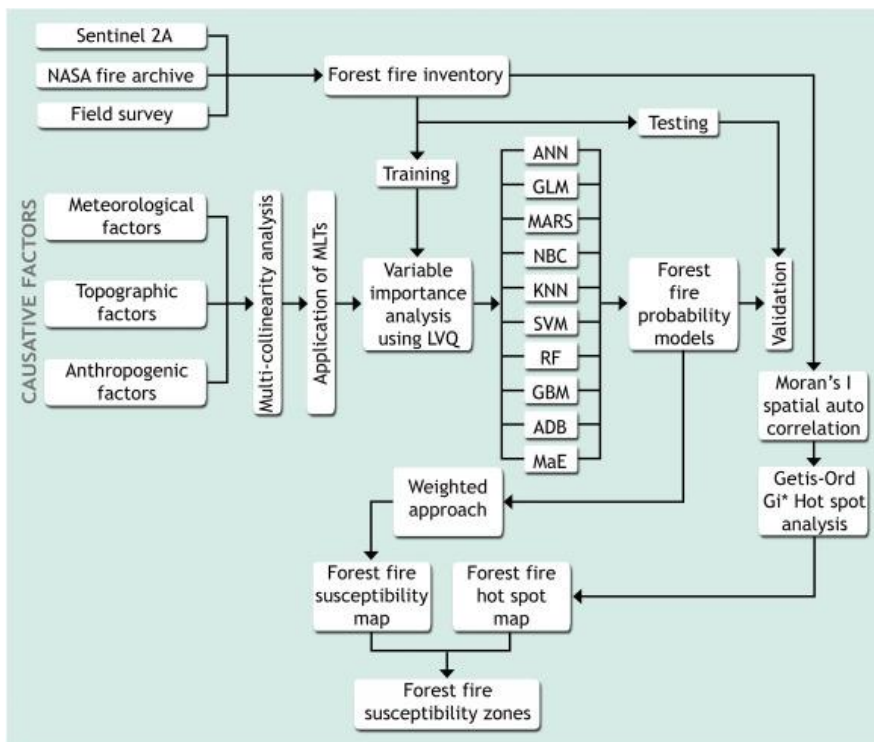 Sentinel 2A
NASA fire archive
Field survey
Forest fire inventory
Testing
Training
CAUSATIVE FACTORS
Meteorological
factors
Topographic
factors
Anthropogenic
factors
Multi-collinearity analysis
Application of MLTs
Variable
importance
analysis
using LVQ
ANN
GLM
MARS
NBC
KNN
SVM
RF
GBM
ADB
MaE
Forest
fire
probability
models
Validation
Moran's I
spatial auto
correlation
Getis-Ord
Gi* Hot spot
analysis
Weighted
approach
Forest fire
susceptibility
map
Forest fire
hot spot
map
Forest fire
susceptibility zones